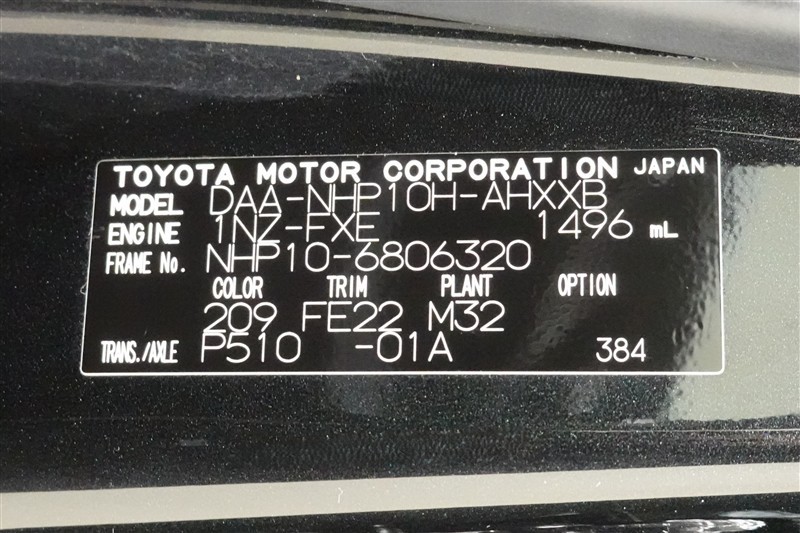 TOYOTA MOTOR CORPORATION JAPAN
MODEL DAA-NHP10H-AHXXB
ENGINE 1NZ-FXE 1496 mL
FRAME No. NHP10-6806320
COLOR TRIM PLANT OPTION
209 FE22 M32
TRANS./AXLE P510 -01A 384